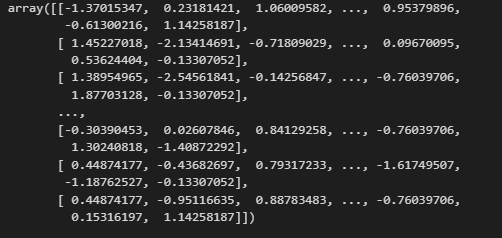 array([[-1.37015347,  0.23181421,  1.06009582, ...,  0.95379896,
        -0.61300216,  1.14258187],
       [ 1.45227018, -2.13414691, -0.71809029, ...,  0.09670095,
         0.53624404, -0.13307052],
       [ 1.38954965, -2.54561841, -0.14256847, ..., -0.76039706,
         1.87703128, -0.13307052],
       ...,
       [-0.30390453,  0.02607846,  0.84129258, ..., -0.76039706,
         1.30240818, -1.40872292],
       [ 0.44874177, -0.43682697,  0.79317233, ..., -1.61749507,
        -1.18762527, -0.13307052],
       [ 0.44874177, -0.95116635,  0.88783483, ..., -0.76039706,
         0.15316197,  1.14258187]])